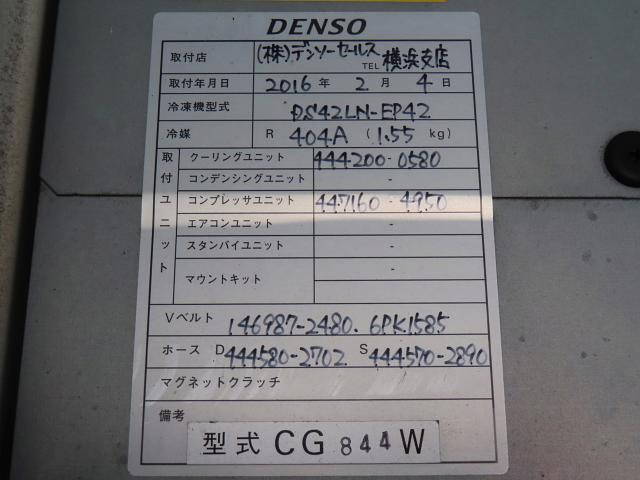 DENSO
取付店 (株)デンソーセールス TEL 横浜支店
取付年月日 2016 年 2 月 4 日
冷凍機型式 DS42LN-EP42
冷媒 R 404A (1.55 kg)
取付ユニット
クーリングユニット 444200-0580
コンデンシングユニット -
コンプレッサユニット 447160-4950
エアコンユニット -
スタンバイユニット -
マウントキット -
Vベルト 146987-2480. 6PK1585
ホース D 444580-2702 S 444570-2890
マグネットクラッチ
備考
型式 CG 844W